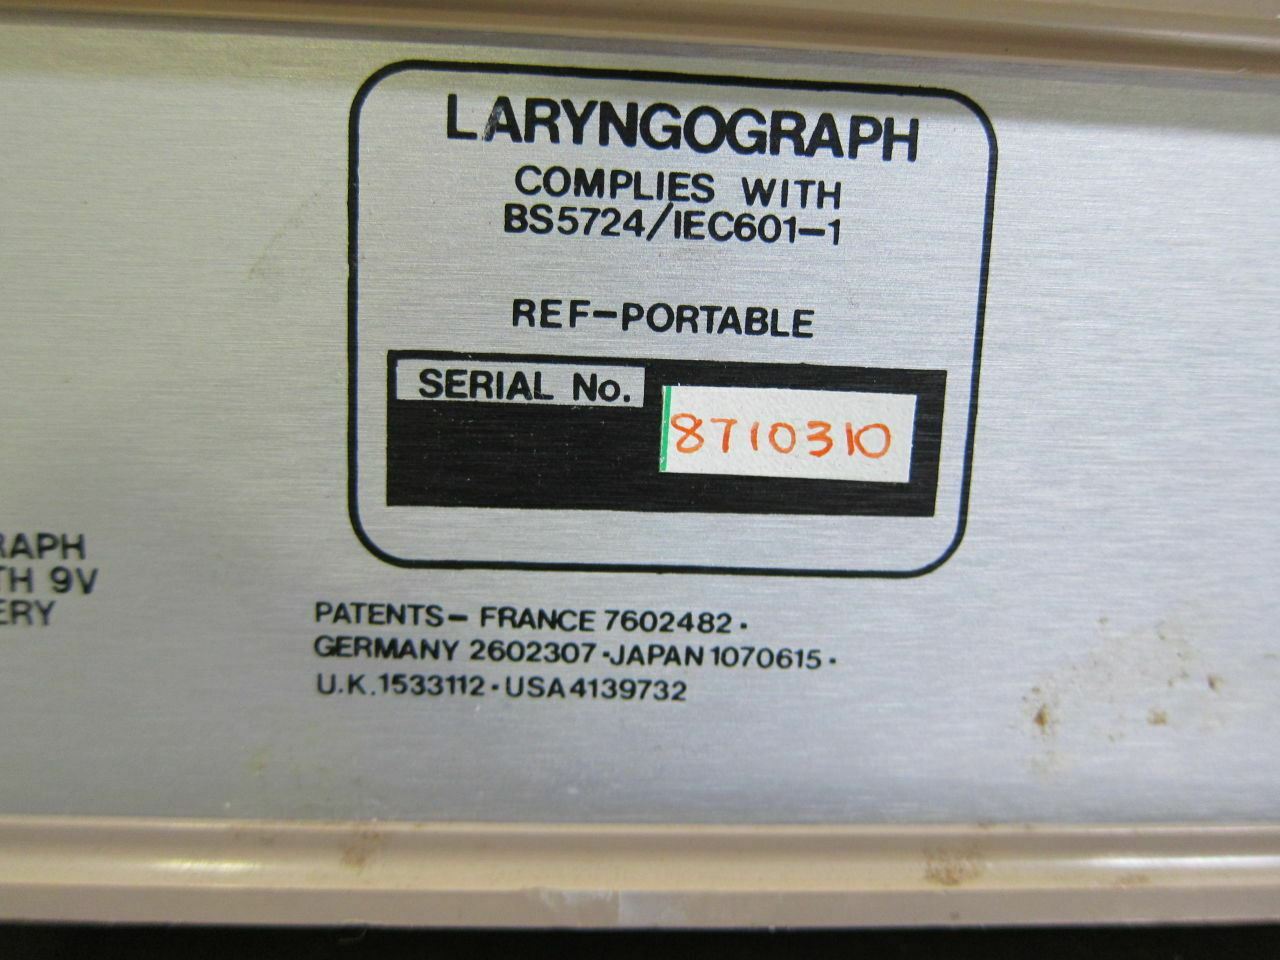 LARYNGOGRAPH
COMPLIES WITH
BS5724/IEC601-1
REF-PORTABLE
SERIAL No.
8710310
RAPH
TH 9V
ERY
PATENTS- FRANCE 7602482·
GERMANY 2602307·JAPAN 1070615·
U.K.1533112·USA 4139732